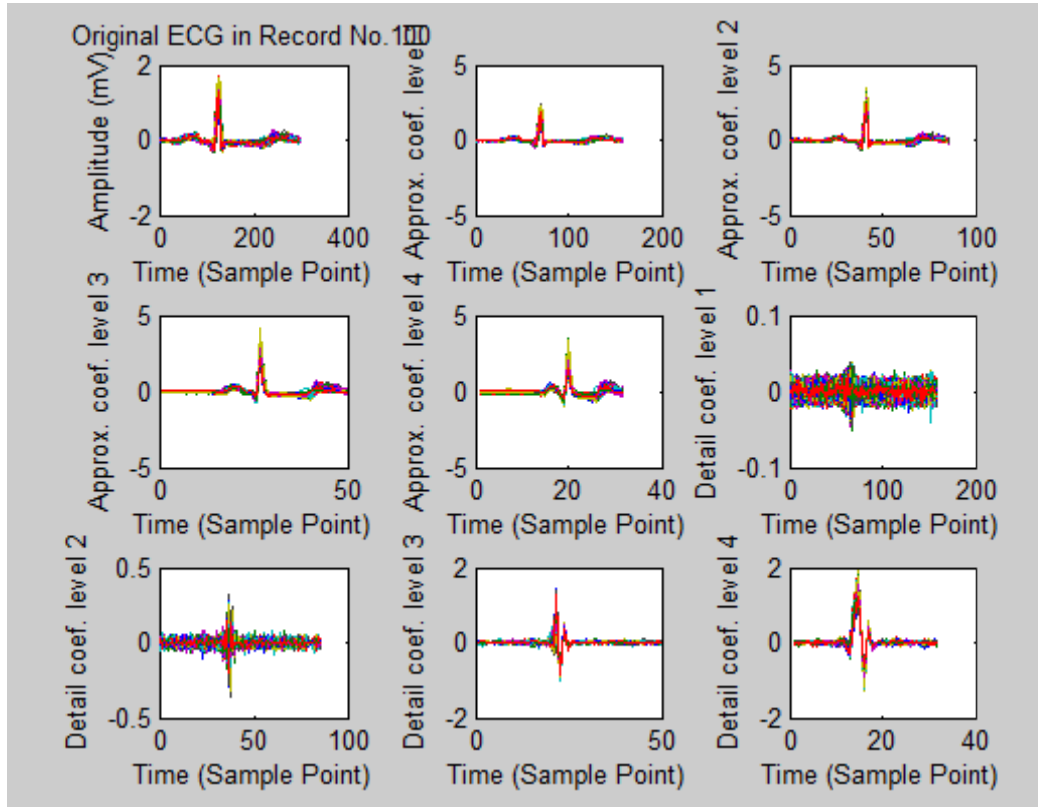 Original ECG in Record No.
Amplitude (mV)
2
0
-2
0 200 400
Time (Sample Point)
Approx. coef. level 1
5
0
-5
0 100 200
Time (Sample Point)
Approx. coef. level 2
5
0
-5
0 50 100
Time (Sample Point)
Approx. coef. level 3
5
0
-5
0 50
Time (Sample Point)
Approx. coef. level 4
5
0
-5
0 20 40
Time (Sample Point)
Detail coef. level 1
0.1
0
-0.1
0 100 200
Time (Sample Point)
Detail coef. level 2
0.5
0
-0.5
0 50 100
Time (Sample Point)
Detail coef. level 3
2
0
-2
0 50
Time (Sample Point)
Detail coef. level 4
2
0
-2
0 20 40
Time (Sample Point)